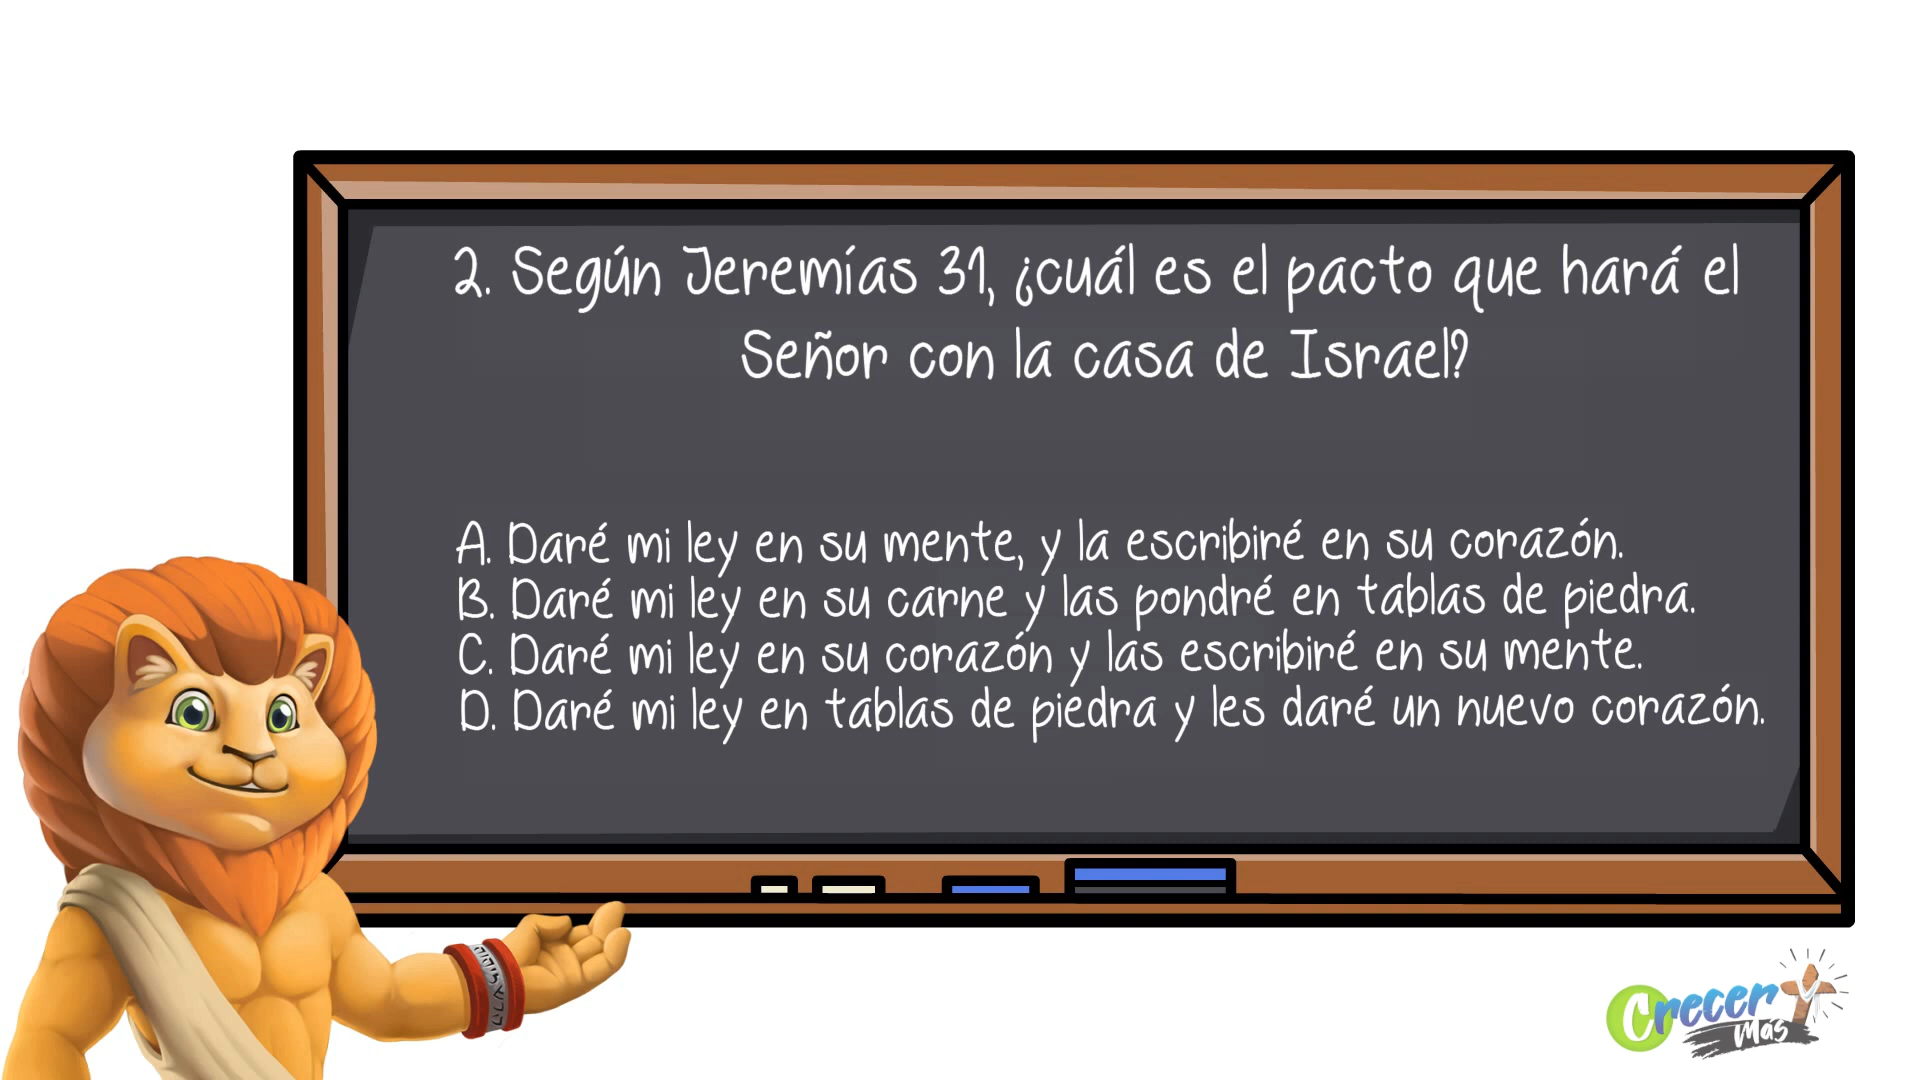 2. Según Jeremías 31, ¿cuál es el pacto que hará el
Señor con la casa de Israel?
A. Daré mi ley en su mente, y la escribiré en su corazón.
B. Daré mi ley en su carne y las pondré en tablas de piedra.
C. Daré mi ley en su corazón y las escribiré en su mente.
D. Daré mi ley en tablas de piedra y les daré un nuevo corazón.
Crecer y
más